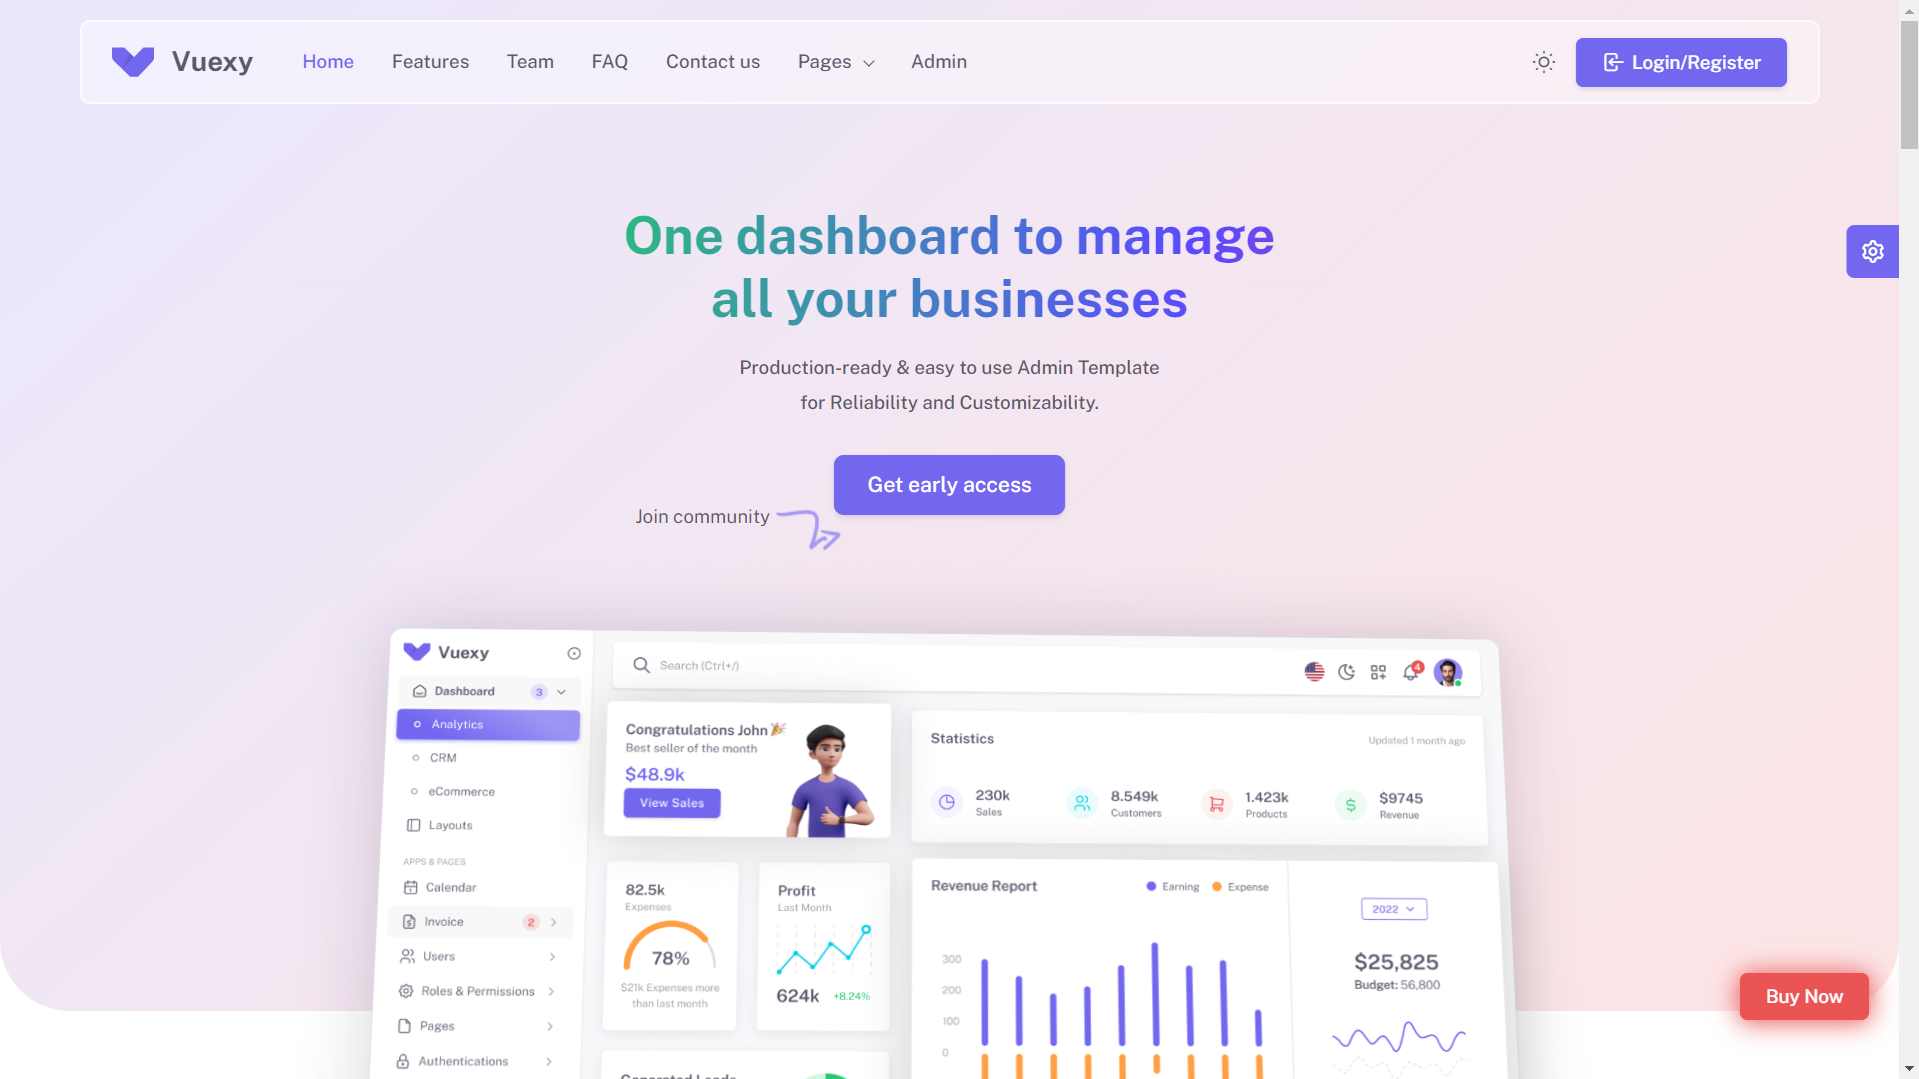 Vuexy
Home
Features
Team
FAQ
Contact us
Pages
Admin
Login/Register
One dashboard to manage
all your businesses
Production-ready & easy to use Admin Template
for Reliability and Customizability.
Get early access
Join community
Vuexy
Search (Ctrl+/)
4
Dashboard
3
Analytics
CRM
eCommerce
Layouts
APPS & PAGES
Calendar
Invoice
2
Users
Roles & Permissions
Pages
Authentications
Congratulations John
Best seller of the month
$48.9k
View Sales
Statistics
Updated 1 month ago
230k
Sales
8.549k
Customers
1.423k
Products
$9745
Revenue
82.5k
Expenses
78%
$21k Expenses more
than last month
Profit
Last Month
624k
+8.24%
Revenue Report
Earning
Expense
300
200
100
0
2022
$25,825
Budget: 56,800
Buy Now